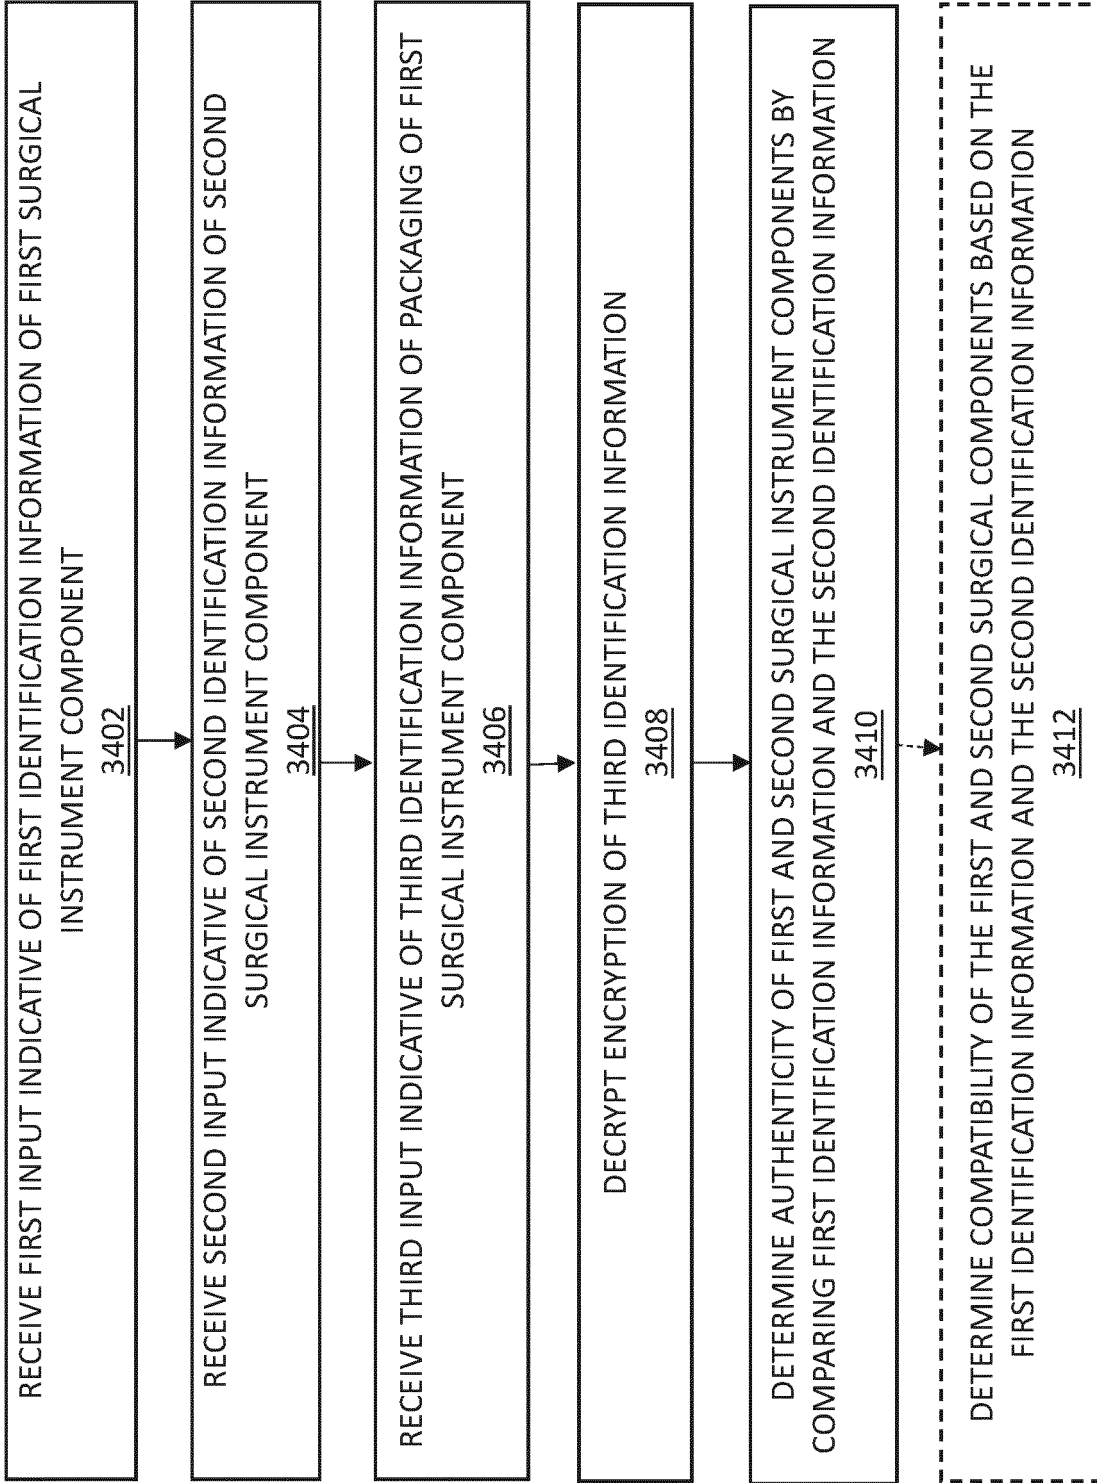 RECEIVE FIRST INPUT INDICATIVE OF FIRST IDENTIFICATION INFORMATION OF FIRST SURGICAL
INSTRUMENT COMPONENT
3402
RECEIVE SECOND INPUT INDICATIVE OF SECOND IDENTIFICATION INFORMATION OF SECOND
SURGICAL INSTRUMENT COMPONENT
3404
RECEIVE THIRD INPUT INDICATIVE OF THIRD IDENTIFICATION INFORMATION OF PACKAGING OF FIRST
SURGICAL INSTRUMENT COMPONENT
3406
DECRYPT ENCRYPTION OF THIRD IDENTIFICATION INFORMATION
3408
DETERMINE AUTHENTICITY OF FIRST AND SECOND SURGICAL INSTRUMENT COMPONENTS BY
COMPARING FIRST IDENTIFICATION INFORMATION AND THE SECOND IDENTIFICATION INFORMATION
3410
DETERMINE COMPATIBILITY OF THE FIRST AND SECOND SURGICAL COMPONENTS BASED ON THE
FIRST IDENTIFICATION INFORMATION AND THE SECOND IDENTIFICATION INFORMATION
3412